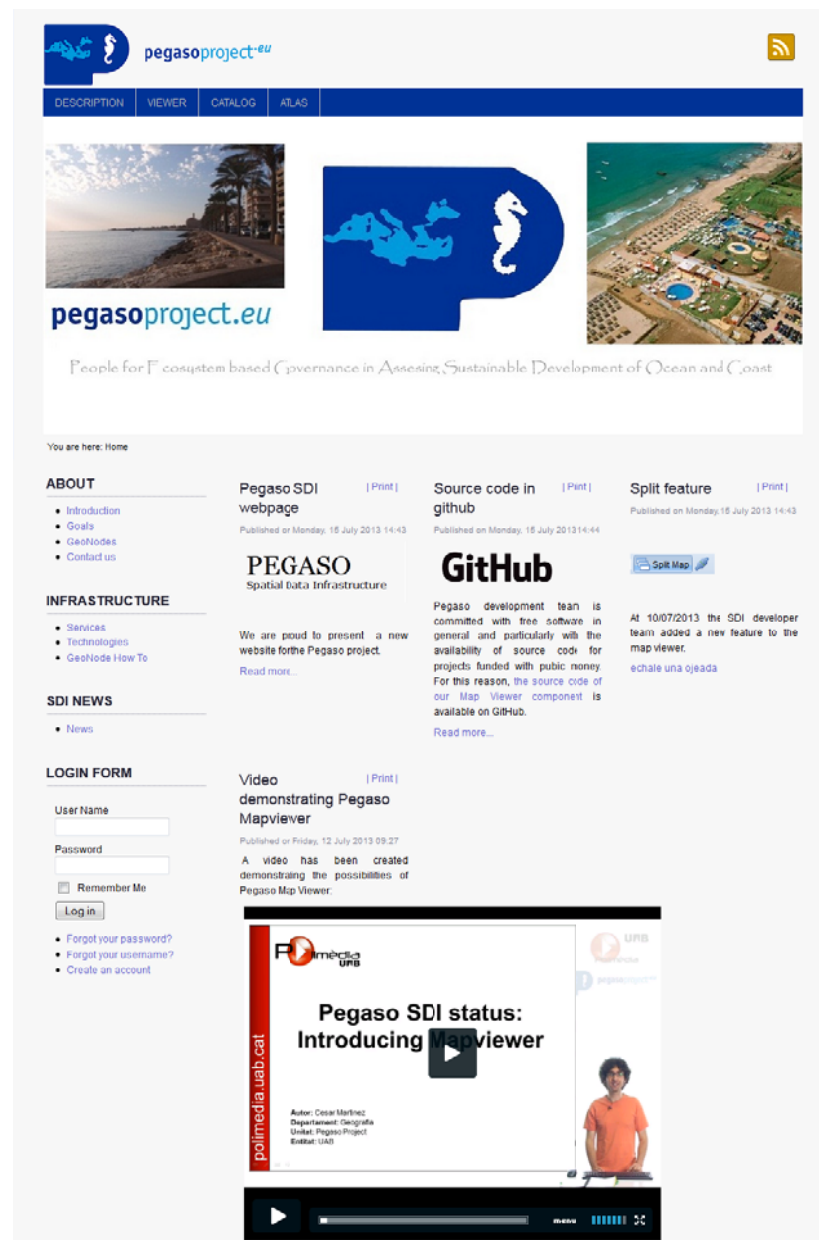 pegasoproject.eu
DESCRIPTION VIEWER CATALOG ATLAS
pegasoproject.eu
People for Ecosystem based Governance in Assesing Sustainable Development of Ocean and Coast
You are here: Home
ABOUT
Introduction
Goals
GeoNodes
Contact us
INFRASTRUCTURE
Services
Technologies
GeoNode How To
SDI NEWS
News
LOGIN FORM
User Name
Password
Remember Me
Log in
Forgot your password?
Forgot your username?
Create an account
Pegaso SDI | Print |
webpage
Published on Monday, 15 July 2013 14:43
PEGASO
Spatial Data Infrastructure
We are proud to present a new
website for the Pegaso project.
Read more...
Source code in | Print |
github
Published on Monday, 15 July 2013 14:44
GitHub
Pegaso development team is
committed with free software in
general and particularly with the
availability of source code for
projects funded with pubic money.
For this reason, the source code of
our Map Viewer component is
available on GitHub.
Read more...
Split feature | Print |
Published on Monday, 15 July 2013 14:43
Split Map
At 10/07/2013 the SDI developer
team added a new feature to the
map viewer.
echale una ojeada
Video | Print |
demonstrating Pegaso
Mapviewer
Published on Friday, 12 July 2013 09:27
A video has been created
demonstrating the possibilities of
Pegaso Map Viewer:
Polimèdia
UAB
UAB
pegasoproject
polimedia.uab.cat
Pegaso SDI status:
Introducing Mapviewer
Autor: Cesar Martinez
Departament: Geografia
Unitat: Pegaso Project
Entitat: UAB
menu